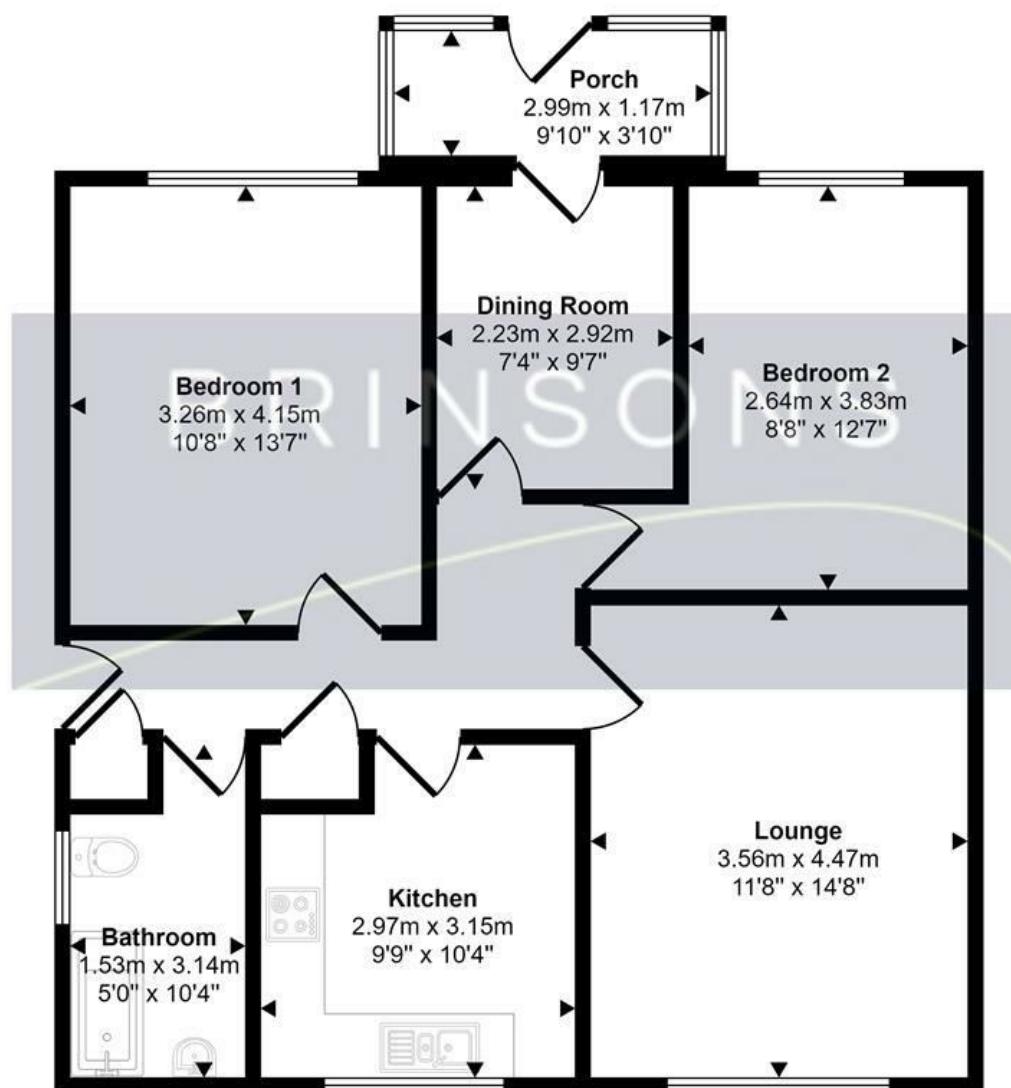 Porch
2.99m x 1.17m
9'10" x 3'10"
Dining Room
2.23m x 2.92m
7'4" x 9'7"
Bedroom 1
3.26m x 4.15m
10'8" x 13'7"
Bedroom 2
2.64m x 3.83m
8'8" x 12'7"
BRINSONS
Lounge
3.56m x 4.47m
11'8" x 14'8"
Kitchen
2.97m x 3.15m
9'9" x 10'4"
Bathroom
1.53m x 3.14m
5'0" x 10'4"